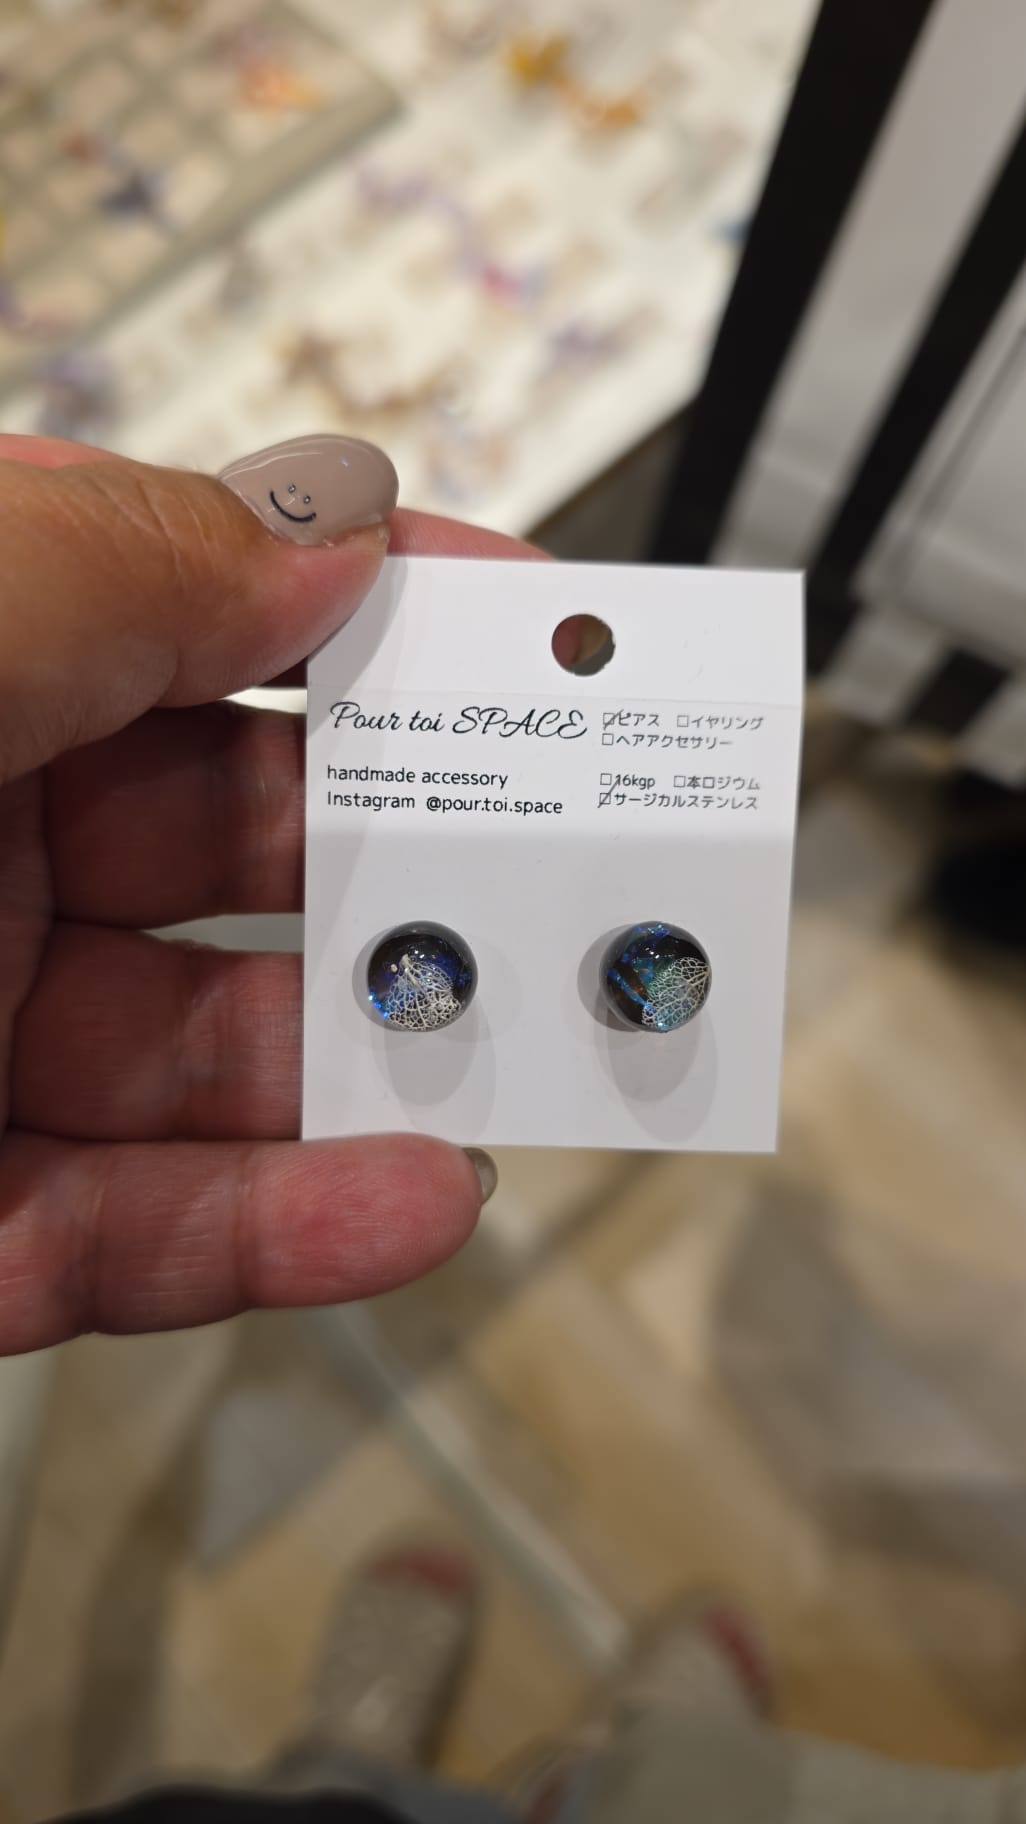 Pour toi SPACE
handmade accessory
Instagram @pour.toi.space
☑ピアス □イヤリング
□ヘアアクセサリー
□16kgp □本ロジウム
☑サージカルステンレス